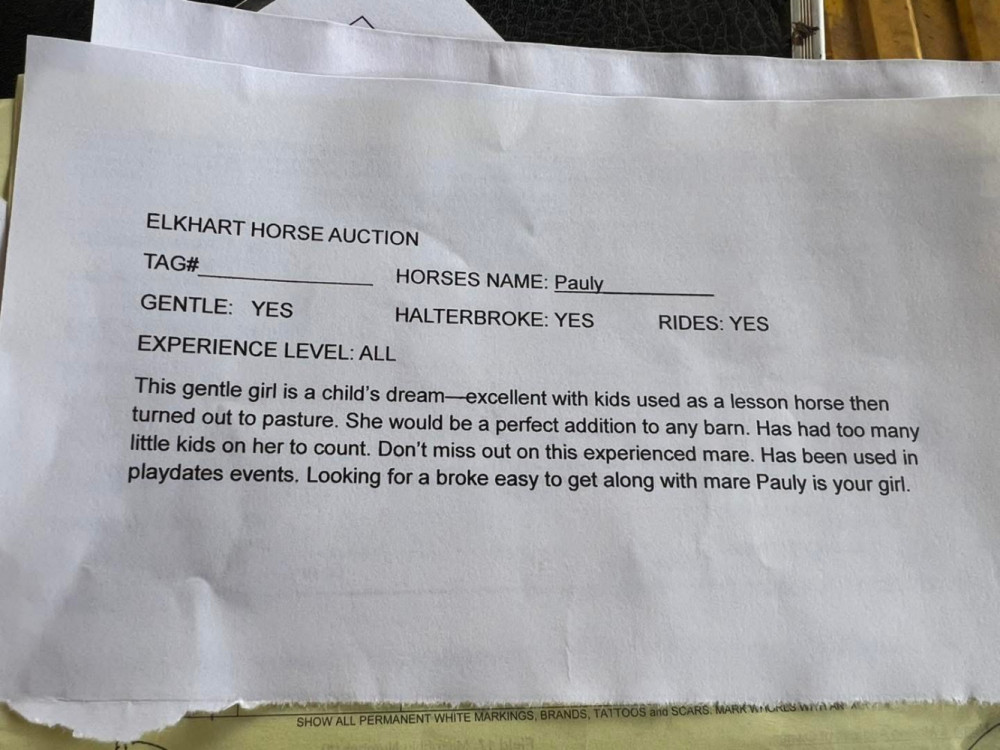 ELKHART HORSE AUCTION
TAG#____________ HORSES NAME: Pauly__________
GENTLE: YES HALTERBROKE: YES RIDES: YES
EXPERIENCE LEVEL: ALL
This gentle girl is a child's dream—excellent with kids used as a lesson horse then
turned out to pasture. She would be a perfect addition to any barn. Has had too many
little kids on her to count. Don't miss out on this experienced mare. Has been used in
playdates events. Looking for a broke easy to get along with mare Pauly is your girl.
SHOW ALL PERMANENT WHITE MARKINGS, BRANDS, TATTOOS and SCARS. MARK